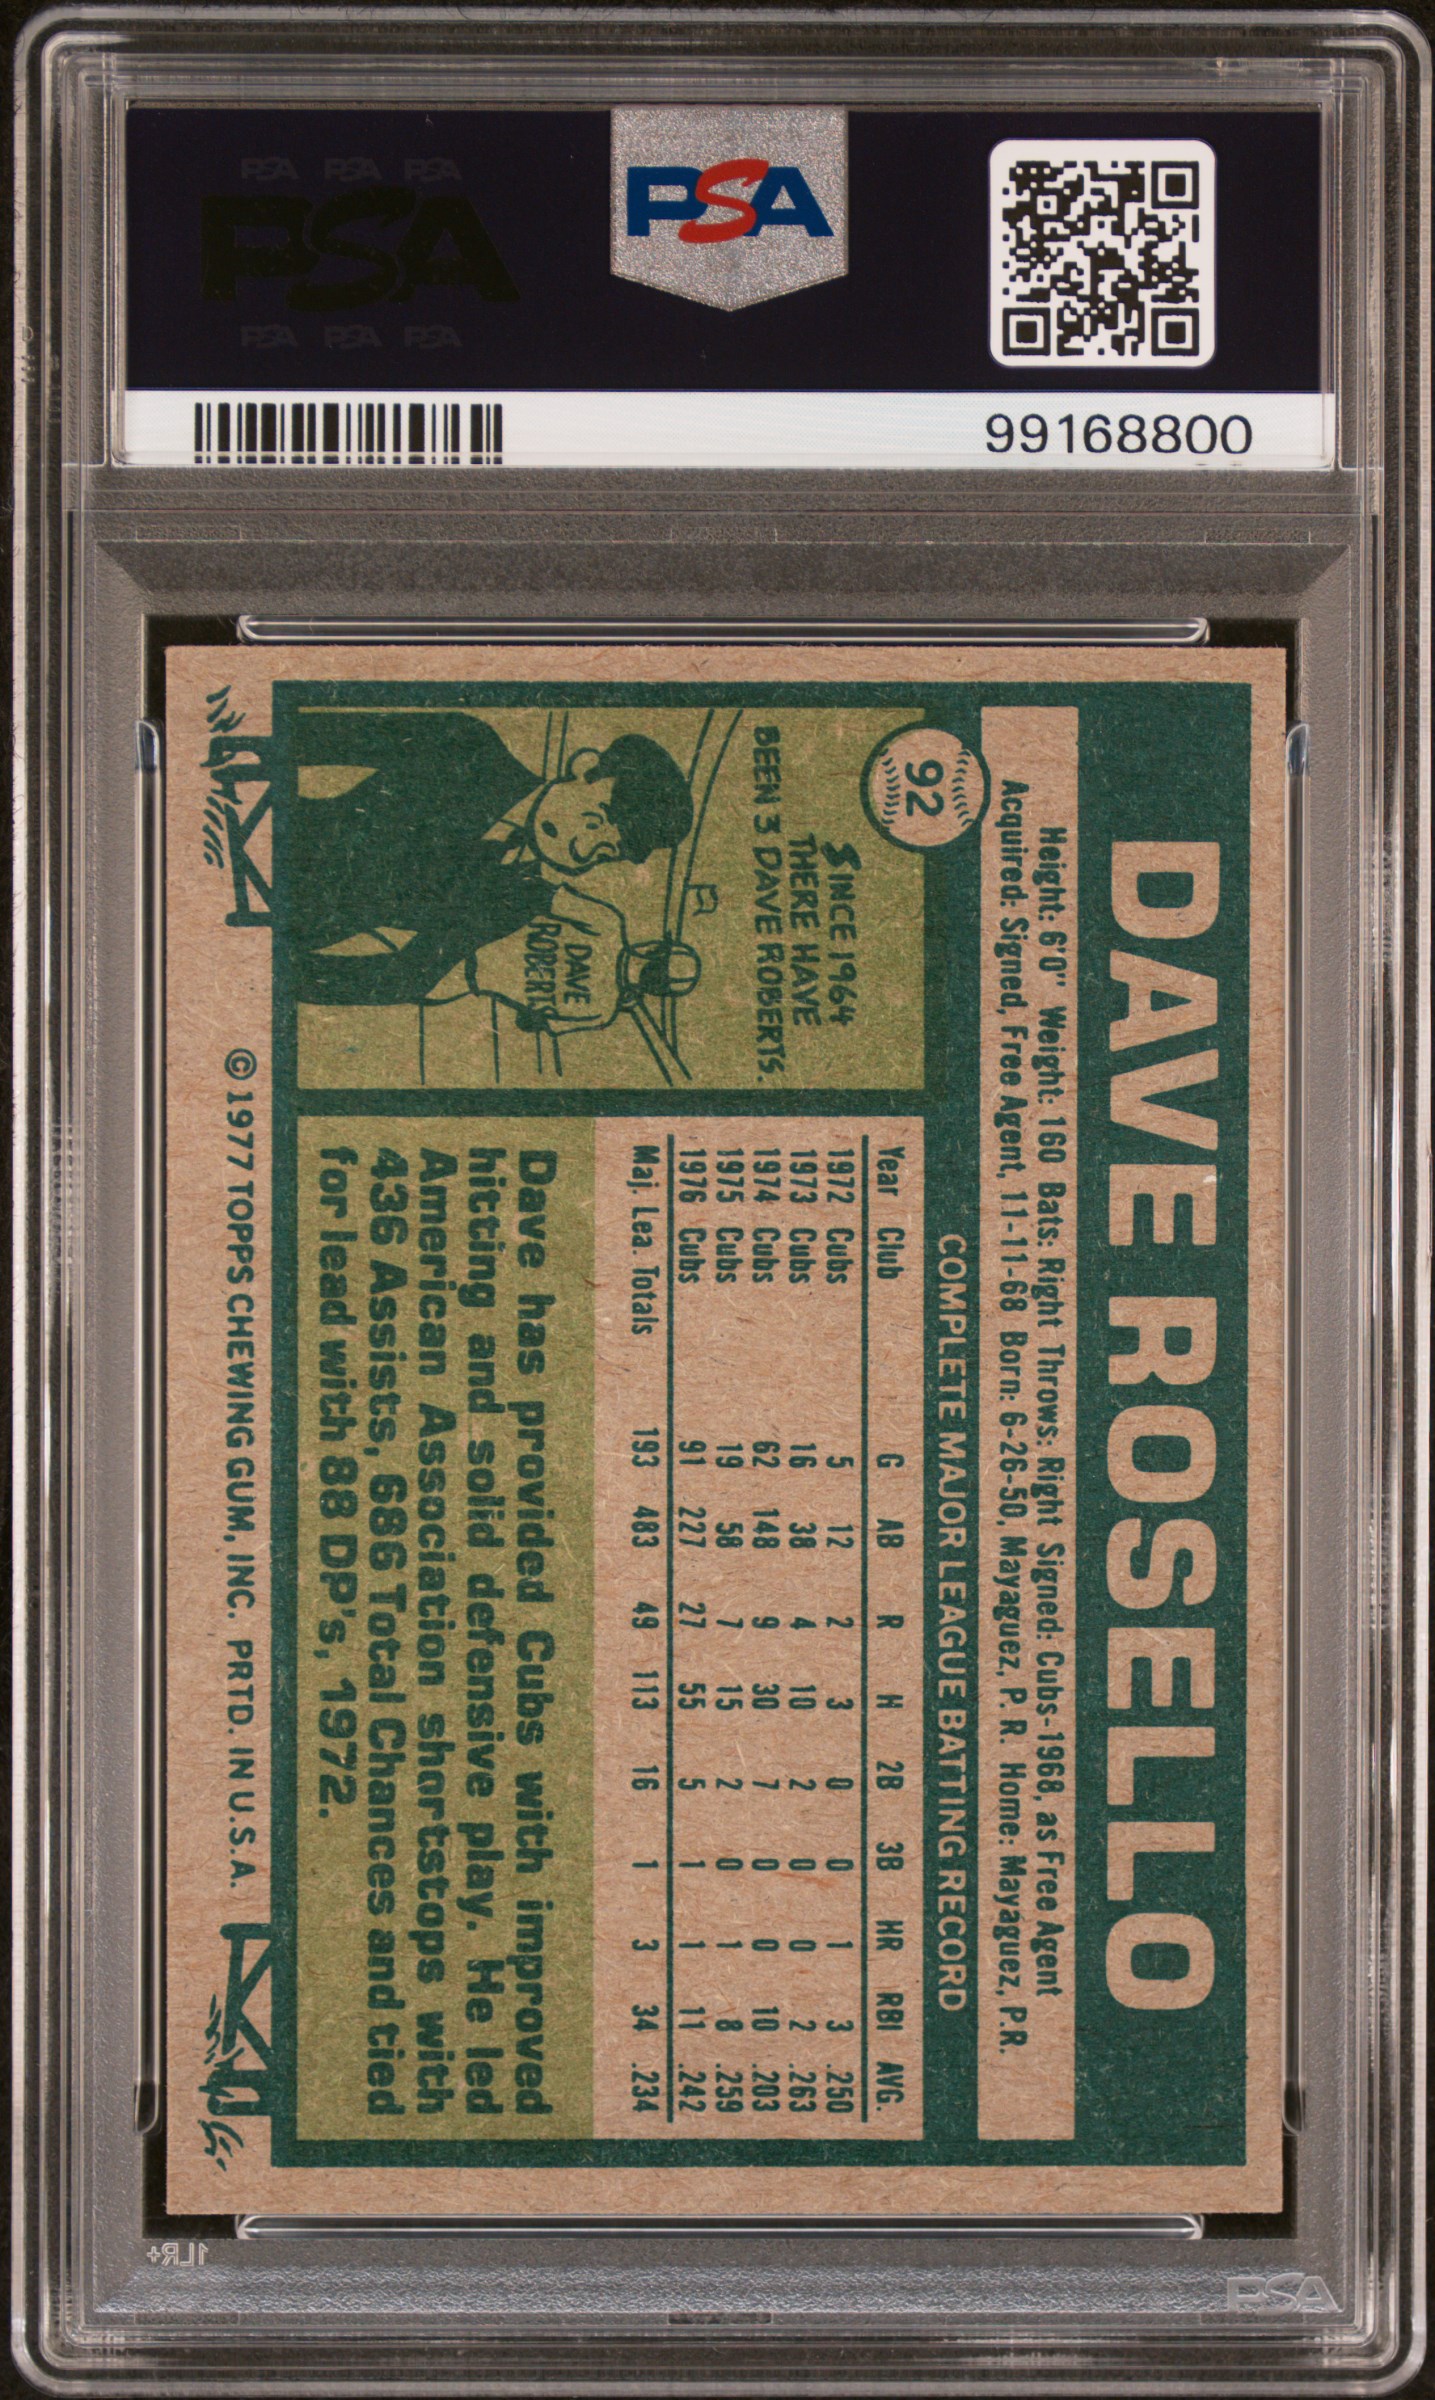 PSA PSA PSA
PSA
PSA PSA PSA
PSA
99168800
DAVE ROSELLO
Height: 6'0" Weight: 160 Bats: Right Throws: Right Signed: Cubs-1968, as Free Agent
Acquired: Signed, Free Agent, 11-11-68 Born: 6-26-50, Mayaguez, P. R. Home: Mayaguez, P.R.
92
COMPLETE MAJOR LEAGUE BATTING RECORD
SINCE 1964
THERE HAVE
BEEN 3 DAVE ROBERTS.
DAVE
ROBERTS
Year Club G AB R H 2B 3B HR RBI AVG.
1972 Cubs 5 12 2 3 0 0 1 3 .250
1973 Cubs 16 38 4 10 2 0 0 2 .263
1974 Cubs 62 148 9 30 7 0 0 10 .203
1975 Cubs 19 58 7 15 2 0 1 8 .259
1976 Cubs 91 227 27 55 5 1 1 11 .242
Maj. Lea. Totals 193 483 49 113 16 1 3 34 .234
Dave has provided Cubs with improved
hitting and solid defensive play. He led
American Association shortstops with
436 Assists, 686 Total Chances and tied
for lead with 88 DP's, 1972.
© 1977 TOPPS CHEWING GUM, INC. PRTD. IN U.S.A.
1LR+
PSA